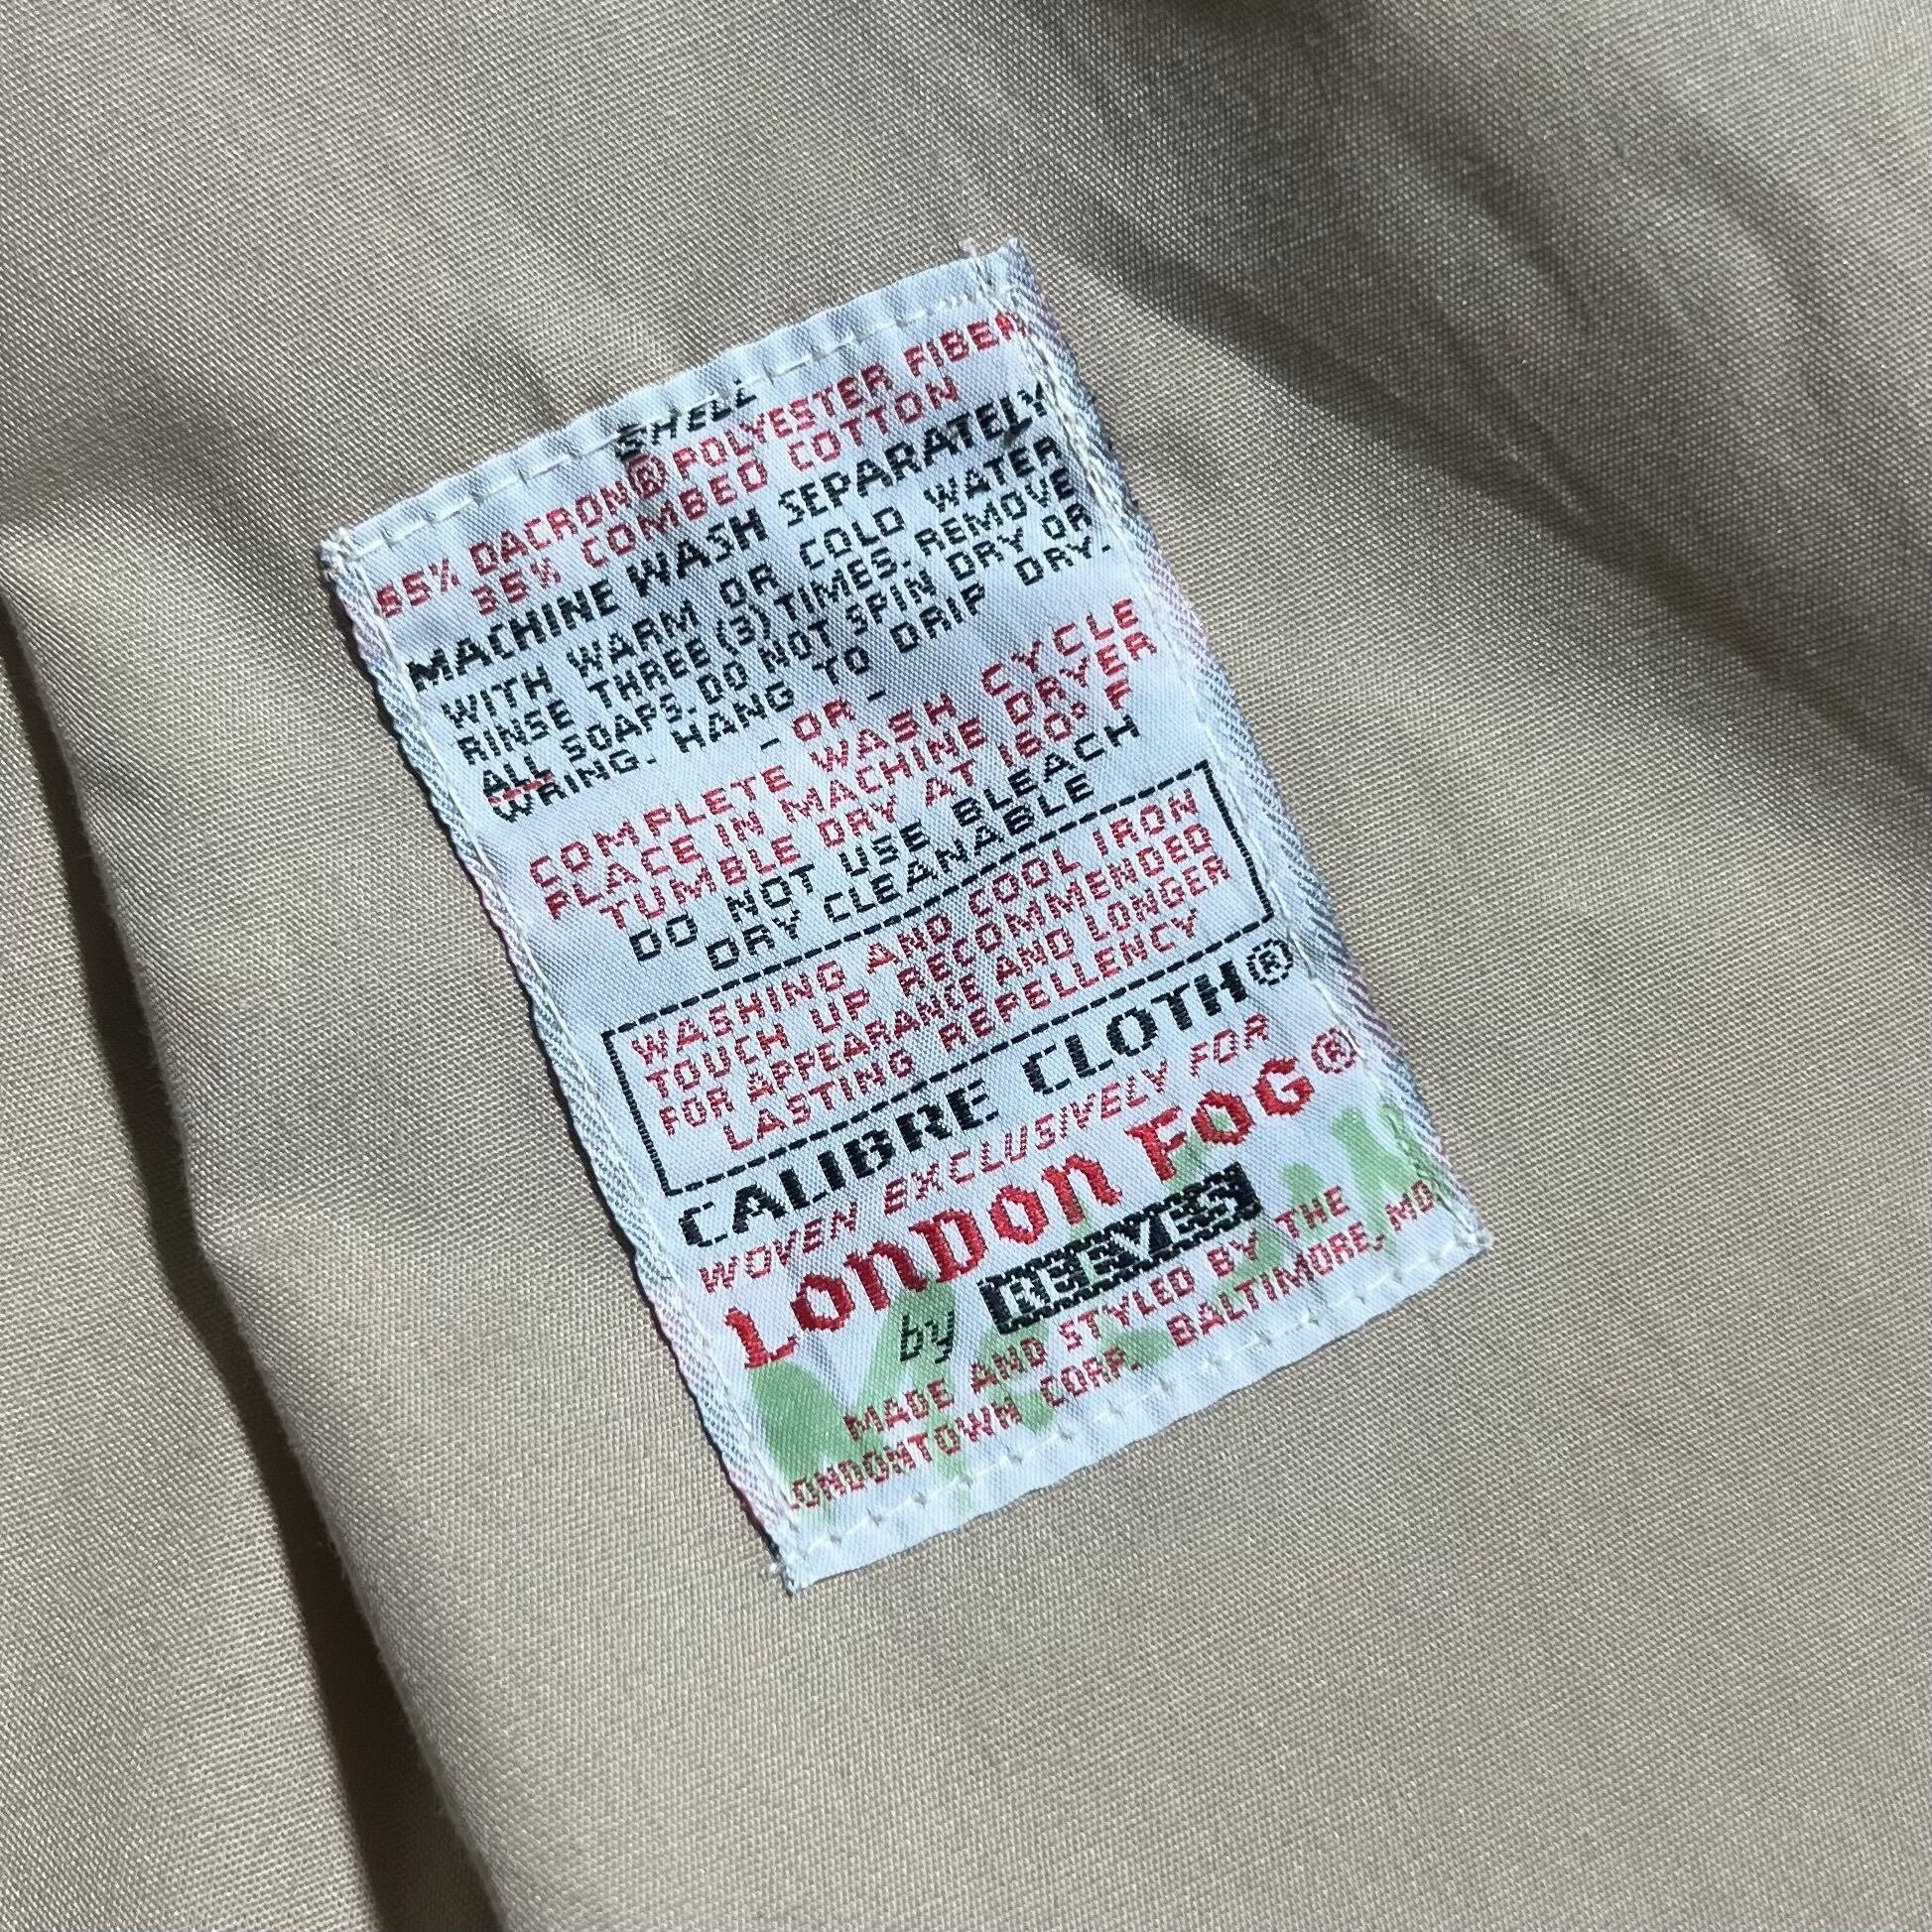 SHELL
65% DACRON® POLYESTER FIBER
35% COMBED COTTON
MACHINE WASH SEPARATELY
WITH WARM OR COLD WATER
RINSE THREE (3) TIMES. REMOVE
ALL SOAPS. DO NOT SPIN DRY OR
WRING. HANG TO DRIP DRY.
- OR -
COMPLETE WASH CYCLE
PLACE IN MACHINE DRYER
TUMBLE DRY AT 160° F
DO NOT USE BLEACH
DRY CLEANABLE
WASHING AND COOL IRON
TOUCH UP RECOMMENDED
FOR APPEARANCE AND LONGER
LASTING REPELLENCY
CALIBRE CLOTH®
WOVEN EXCLUSIVELY FOR
LONDON FOG®
by REEVES
MADE AND STYLED BY THE
LONDONTOWN CORP. BALTIMORE, MD.